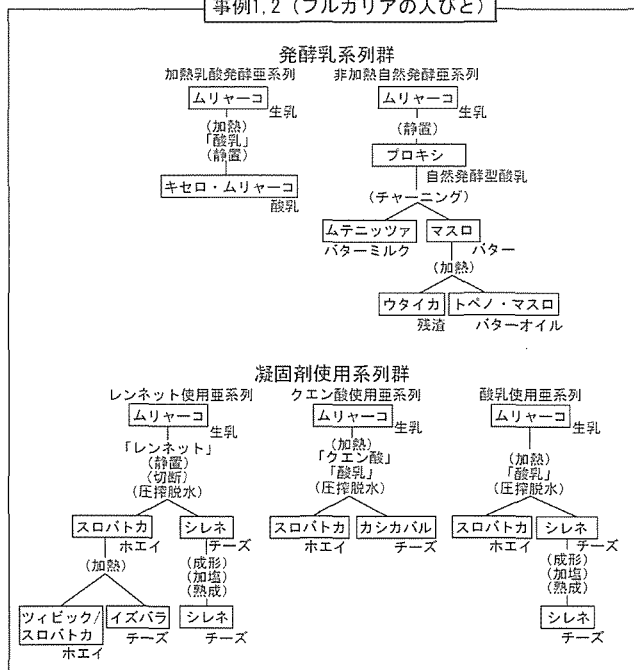 事例1,2（ブルガリアの人びと）
発酵乳系列群
加熱乳酸発酵亜系列
ムリャーコ
生乳
(加熱)
「酸乳」
(静置)
キセロ・ムリャーコ
酸乳
非加熱自然発酵亜系列
ムリャーコ
生乳
(静置)
プロキシ
自然発酵型酸乳
(チャーニング)
ムテニッツァ
バターミルク
マスロ
バター
(加熱)
ウタイカ
残渣
トペノ・マスロ
バターオイル
凝固剤使用系列群
レンネット使用亜系列
ムリャーコ
生乳
「レンネット」
(静置)
(切断)
(圧搾脱水)
スロバトカ
ホエイ
シレネ
チーズ
(加熱)
ツィビック/
スロバトカ
ホエイ
イズバラ
チーズ
(成形)
(加塩)
(熟成)
シレネ
チーズ
クエン酸使用亜系列
ムリャーコ
生乳
(加熱)
「クエン酸」
「酸乳」
(圧搾脱水)
スロバトカ
ホエイ
カシカバル
チーズ
酸乳使用亜系列
ムリャーコ
生乳
(加熱)
「酸乳」
(圧搾脱水)
スロバトカ
ホエイ
シレネ
チーズ
(成形)
(加塩)
(熟成)
シレネ
チーズ